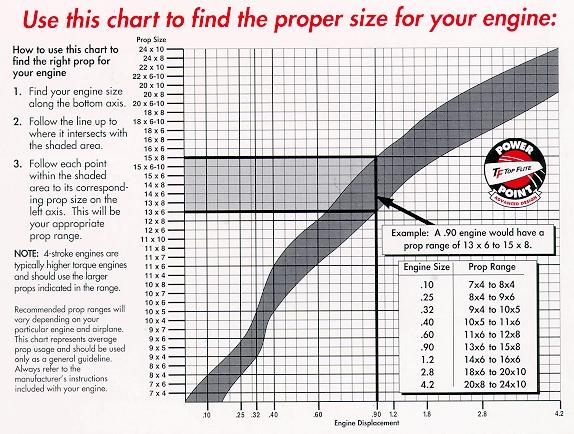 Use this chart to find the proper size for your engine:
How to use this chart to
find the right prop for
your engine
1. Find your engine size
along the bottom axis.
2. Follow the line up to
where it intersects with
the shaded area.
3. Follow each point
within the shaded
area to its correspond-
ing prop size on the
left axis. This will be
your appropriate
prop range.
NOTE: 4-stroke engines are
typically higher torque engines
and should use the larger
props indicated in the range.
Recommended prop ranges will
vary depending on your
particular engine and airplane.
This chart represents average
prop usage and should be used
only as a general guideline.
Always refer to the
manufacturer's instructions
included with your engine.
Prop Size
24 x 10
24 x 8
22 x 10
22 x 6-10
20 x 10
20 x 8
20 x 6-10
18 x 10
18 x 6-10
18 x 6
16 x 8
16 x 6
15 x 8
15 x 6-10
15 x 6
14 x 8
14 x 6
13 x 8
13 x 6
12 x 8
12 x 6
11 x 10
11 x 8
11 x 7
11 x 6
11 x 4
10 x 7
10 x 6
10 x 5
10 x 4
9 x 7
9 x 6
9 x 5
9 x 4
8 x 6
8 x 5
8 x 4
7 x 6
7 x 4
POWER
TF TOP FLITE
POINT
ADVANCED DESIGN
Example: A .90 engine would have a
prop range of 13 x 6 to 15 x 8.
Engine Size Prop Range
.10 7x4 to 8x4
.25 8x4 to 9x6
.32 9x4 to 10x5
.40 10x5 to 11x6
.60 11x6 to 12x8
.90 13x6 to 15x8
1.2 14x6 to 16x6
2.8 18x6 to 20x10
4.2 20x8 to 24x10
.10 .25 .32 .40 .60 .90 1.2 1.8 2.8 4.2
Engine Displacement